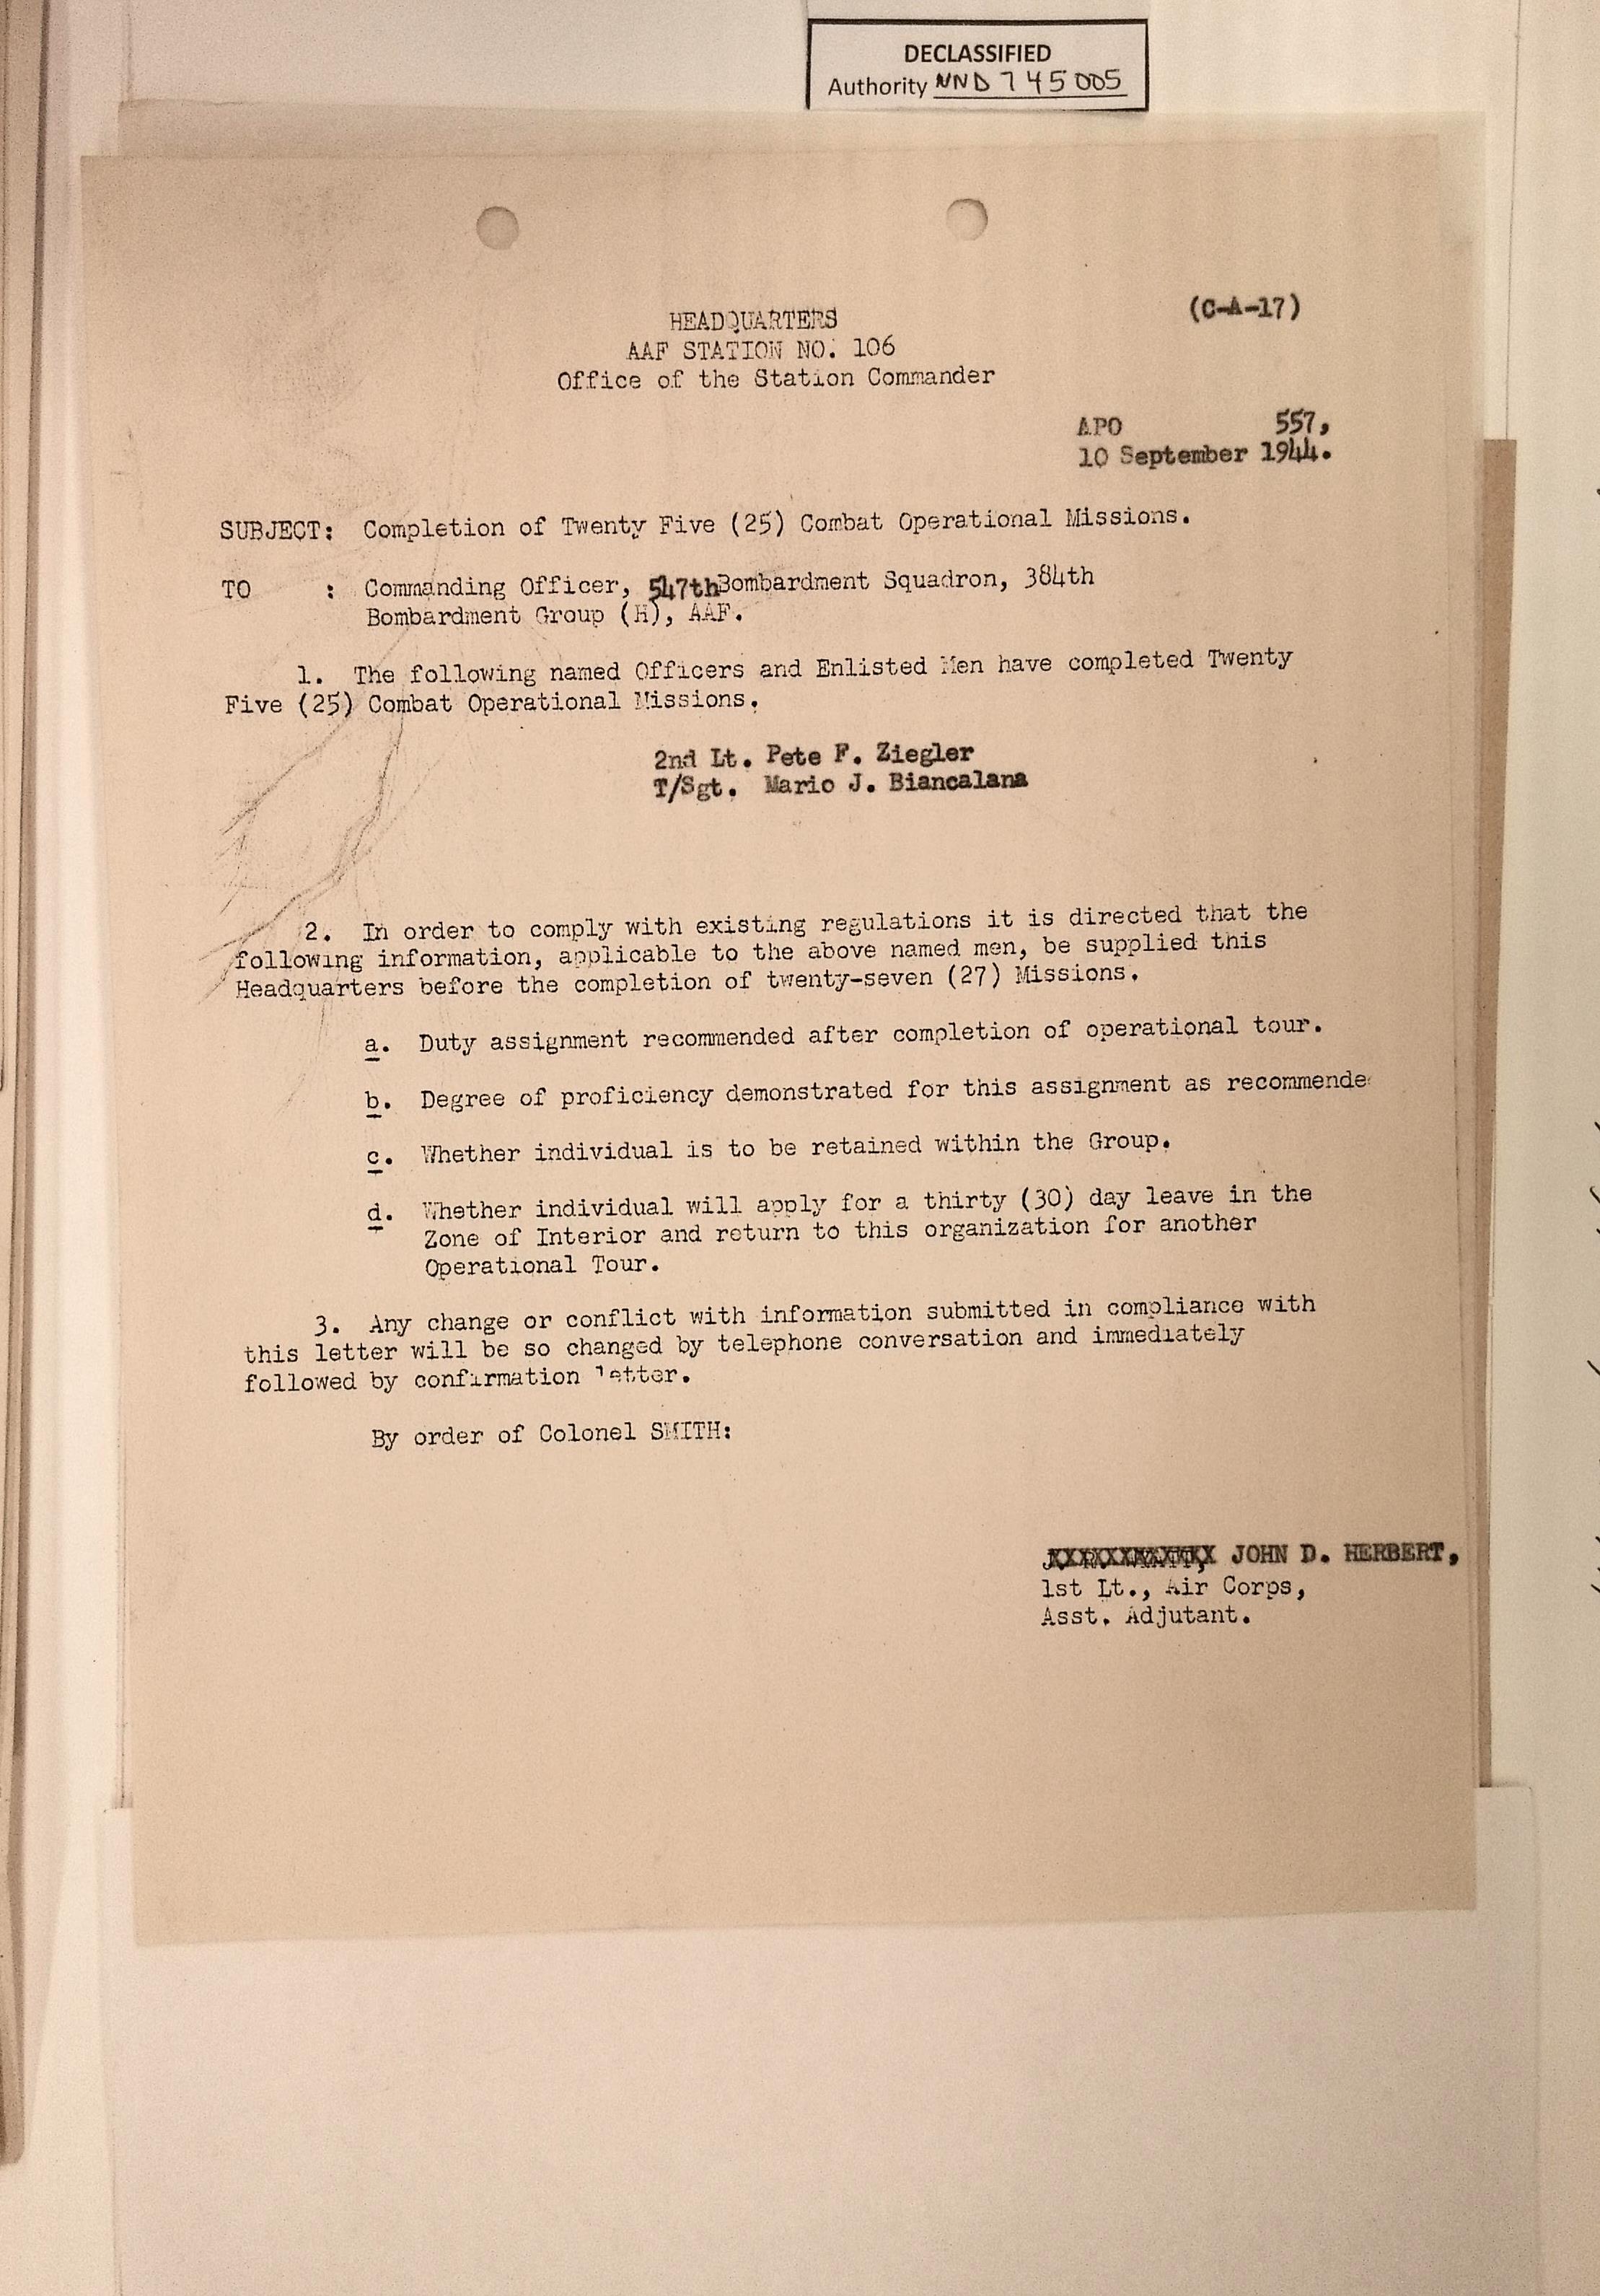 DECLASSIFIED
Authority NND 745005
(C-A-17)
HEADQUARTERS
AAF STATION NO. 106
Office of the Station Commander
APO 557,
10 September 1944.
SUBJECT: Completion of Twenty Five (25) Combat Operational Missions.
TO : Commanding Officer, 547th Bombardment Squadron, 384th
Bombardment Group (H), AAF.
1. The following named Officers and Enlisted Men have completed Twenty
Five (25) Combat Operational Missions.
2nd Lt. Pete F. Ziegler
T/Sgt. Mario J. Biancalana
2. In order to comply with existing regulations it is directed that the
following information, applicable to the above named men, be supplied this
Headquarters before the completion of twenty-seven (27) Missions.
a. Duty assignment recommended after completion of operational tour.
b. Degree of proficiency demonstrated for this assignment as recommende
c. Whether individual is to be retained within the Group.
d. Whether individual will apply for a thirty (30) day leave in the
Zone of Interior and return to this organization for another
Operational Tour.
3. Any change or conflict with information submitted in compliance with
this letter will be so changed by telephone conversation and immediately
followed by confirmation letter.
By order of Colonel SMITH:
JOHN D. HERBERT,
1st Lt., Air Corps,
Asst. Adjutant.